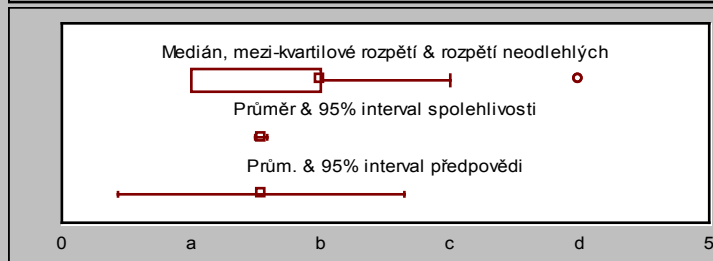 Medián, mezi-kvartilové rozpětí & rozpětí neodlehlých
Průměr & 95% interval spolehlivosti
Prům. & 95% interval předpovědi
0 a b c d 5